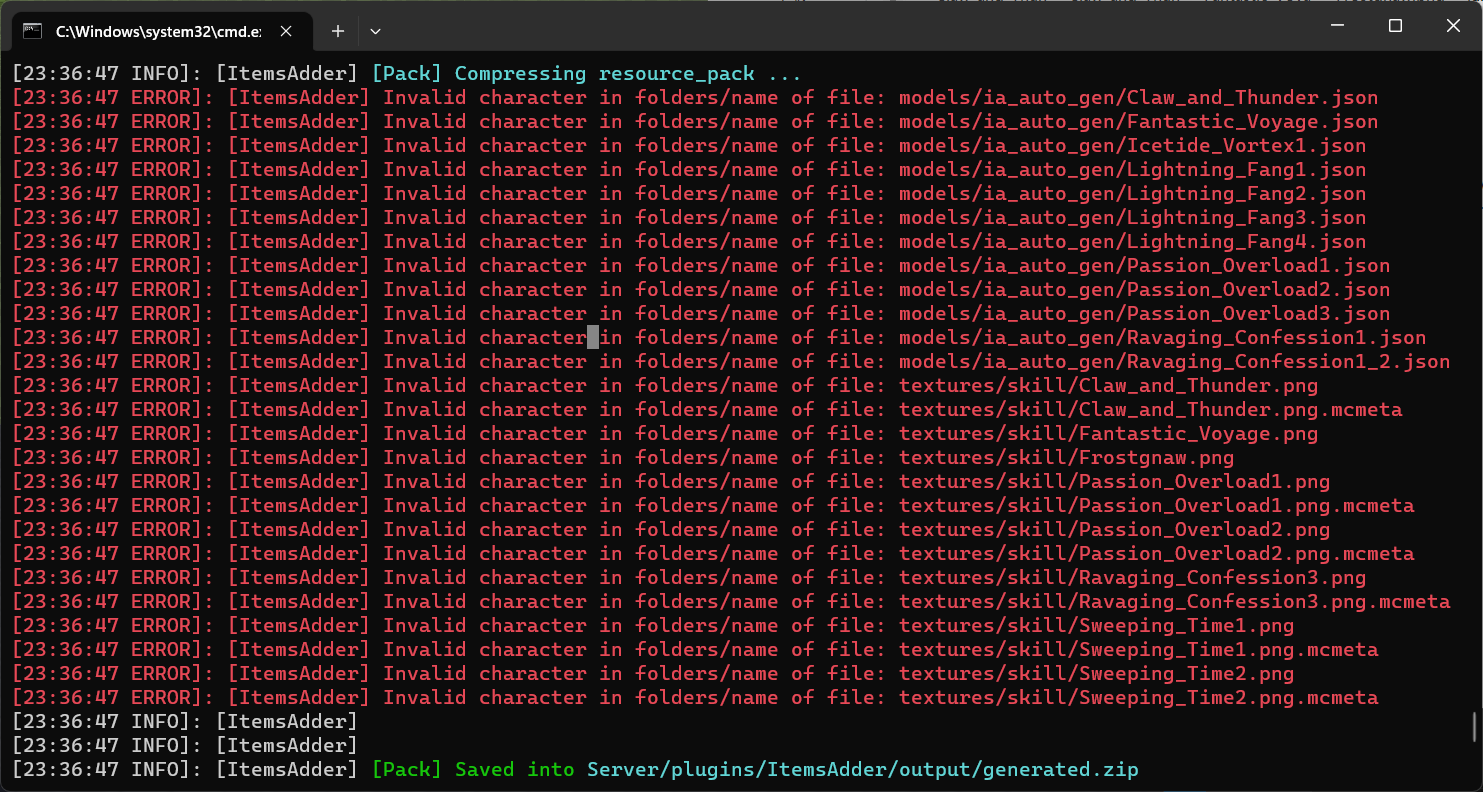 C:\Windows\system32\cmd.e
[23:36:47 INFO]: [ItemsAdder] [Pack] Compressing resource_pack ...
[23:36:47 ERROR]: [ItemsAdder] Invalid character in folders/name of file: models/ia_auto_gen/Claw_and_Thunder.json
[23:36:47 ERROR]: [ItemsAdder] Invalid character in folders/name of file: models/ia_auto_gen/Fantastic_Voyage.json
[23:36:47 ERROR]: [ItemsAdder] Invalid character in folders/name of file: models/ia_auto_gen/Icetide_Vortex1.json
[23:36:47 ERROR]: [ItemsAdder] Invalid character in folders/name of file: models/ia_auto_gen/Lightning_Fang1.json
[23:36:47 ERROR]: [ItemsAdder] Invalid character in folders/name of file: models/ia_auto_gen/Lightning_Fang2.json
[23:36:47 ERROR]: [ItemsAdder] Invalid character in folders/name of file: models/ia_auto_gen/Lightning_Fang3.json
[23:36:47 ERROR]: [ItemsAdder] Invalid character in folders/name of file: models/ia_auto_gen/Lightning_Fang4.json
[23:36:47 ERROR]: [ItemsAdder] Invalid character in folders/name of file: models/ia_auto_gen/Passion_Overload1.json
[23:36:47 ERROR]: [ItemsAdder] Invalid character in folders/name of file: models/ia_auto_gen/Passion_Overload2.json
[23:36:47 ERROR]: [ItemsAdder] Invalid character in folders/name of file: models/ia_auto_gen/Passion_Overload3.json
[23:36:47 ERROR]: [ItemsAdder] Invalid character in folders/name of file: models/ia_auto_gen/Ravaging_Confession1.json
[23:36:47 ERROR]: [ItemsAdder] Invalid character in folders/name of file: models/ia_auto_gen/Ravaging_Confession1_2.json
[23:36:47 ERROR]: [ItemsAdder] Invalid character in folders/name of file: textures/skill/Claw_and_Thunder.png
[23:36:47 ERROR]: [ItemsAdder] Invalid character in folders/name of file: textures/skill/Claw_and_Thunder.png.mcmeta
[23:36:47 ERROR]: [ItemsAdder] Invalid character in folders/name of file: textures/skill/Fantastic_Voyage.png
[23:36:47 ERROR]: [ItemsAdder] Invalid character in folders/name of file: textures/skill/Frostgnaw.png
[23:36:47 ERROR]: [ItemsAdder] Invalid character in folders/name of file: textures/skill/Passion_Overload1.png
[23:36:47 ERROR]: [ItemsAdder] Invalid character in folders/name of file: textures/skill/Passion_Overload1.png.mcmeta
[23:36:47 ERROR]: [ItemsAdder] Invalid character in folders/name of file: textures/skill/Passion_Overload2.png
[23:36:47 ERROR]: [ItemsAdder] Invalid character in folders/name of file: textures/skill/Passion_Overload2.png.mcmeta
[23:36:47 ERROR]: [ItemsAdder] Invalid character in folders/name of file: textures/skill/Ravaging_Confession3.png
[23:36:47 ERROR]: [ItemsAdder] Invalid character in folders/name of file: textures/skill/Ravaging_Confession3.png.mcmeta
[23:36:47 ERROR]: [ItemsAdder] Invalid character in folders/name of file: textures/skill/Sweeping_Time1.png
[23:36:47 ERROR]: [ItemsAdder] Invalid character in folders/name of file: textures/skill/Sweeping_Time1.png.mcmeta
[23:36:47 ERROR]: [ItemsAdder] Invalid character in folders/name of file: textures/skill/Sweeping_Time2.png
[23:36:47 ERROR]: [ItemsAdder] Invalid character in folders/name of file: textures/skill/Sweeping_Time2.png.mcmeta
[23:36:47 INFO]: [ItemsAdder]
[23:36:47 INFO]: [ItemsAdder]
[23:36:47 INFO]: [ItemsAdder] [Pack] Saved into Server/plugins/ItemsAdder/output/generated.zip